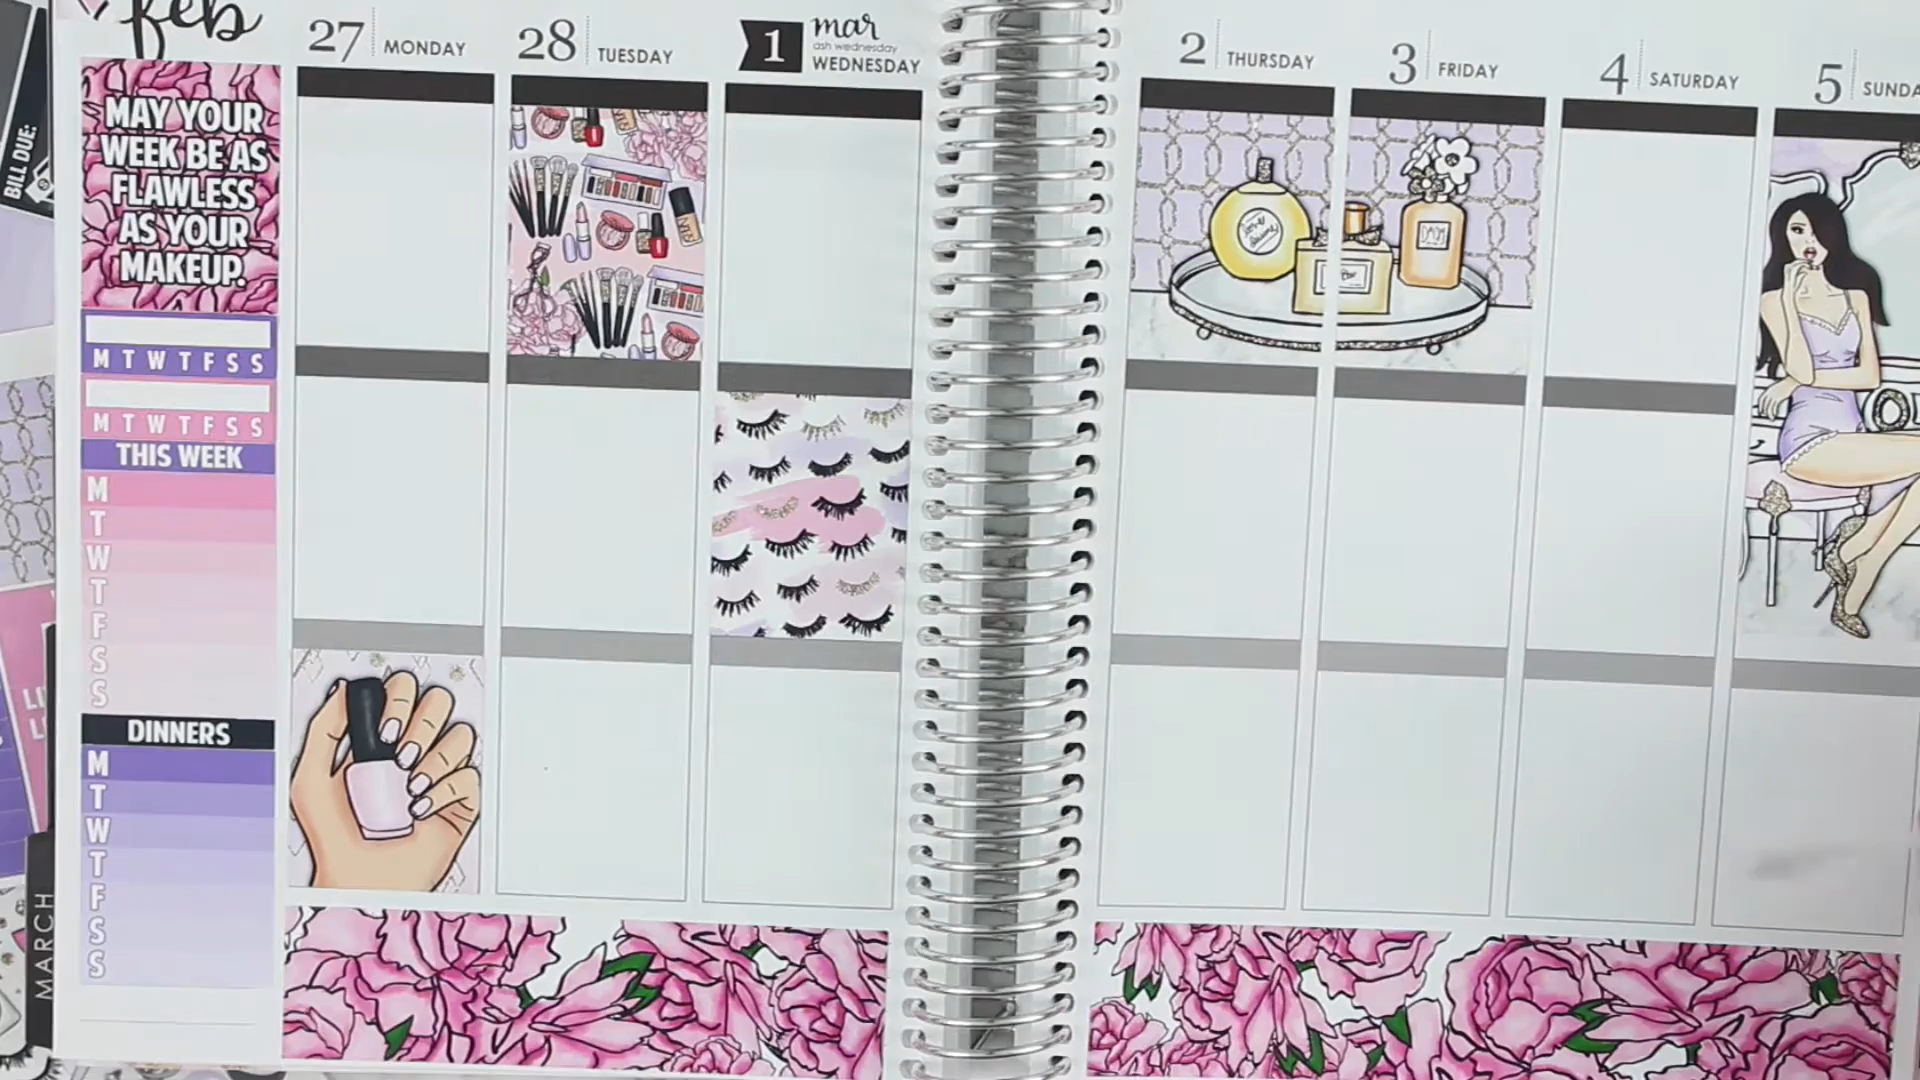 feb
27 MONDAY
28 TUESDAY
1 mar
ash wednesday
WEDNESDAY
2 THURSDAY
3 FRIDAY
4 SATURDAY
5
BILL DUE:
MAY YOUR
WEEK BE AS
FLAWLESS
AS YOUR
MAKEUP.
M T W T F S S
M T W T F S S
THIS WEEK
M
T
W
T
F
S
S
DINNERS
M
T
W
T
F
S
S
MARCH